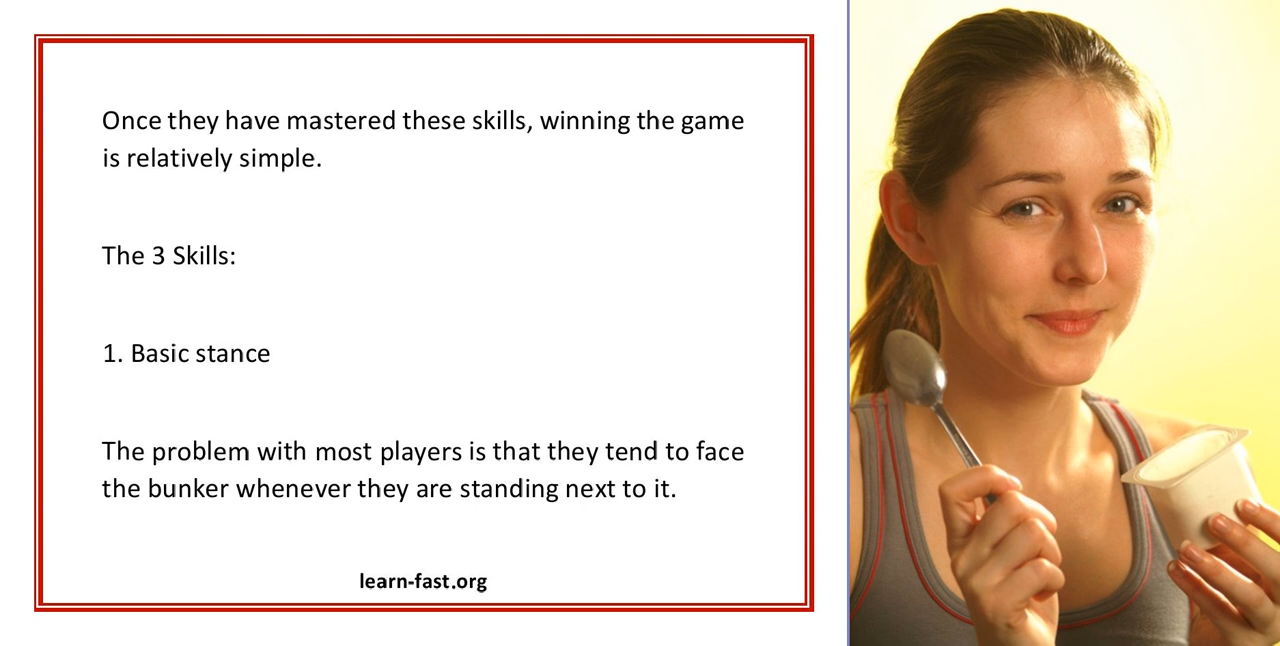 Once they have mastered these skills, winning the game
is relatively simple.
The 3 Skills:
1. Basic stance
The problem with most players is that they tend to face
the bunker whenever they are standing next to it.
learn-fast.org